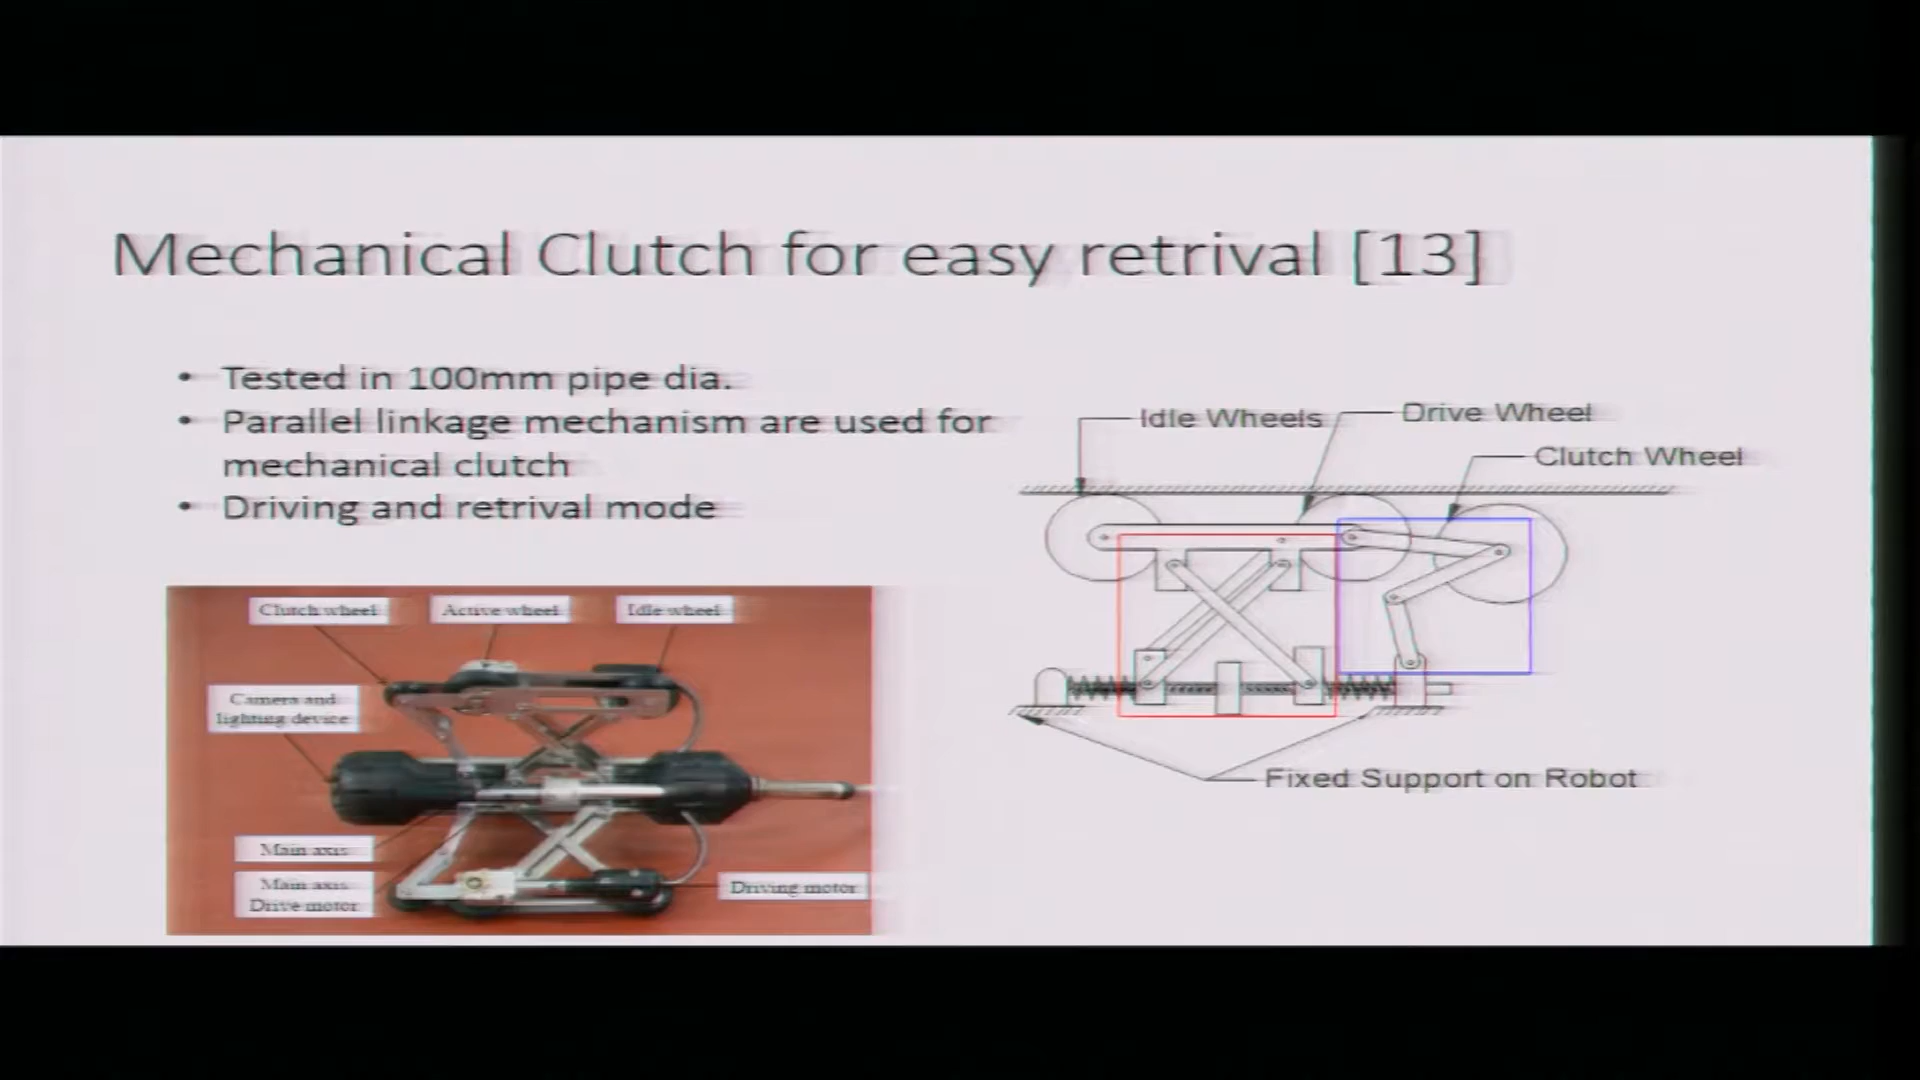 Mechanical Clutch for easy retrival [13]
• Tested in 100mm pipe dia.
• Parallel linkage mechanism are used for
mechanical clutch
• Driving and retrival mode
Idle Wheels
Drive Wheel
Clutch Wheel
Fixed Support on Robot
Clutch wheel
Active wheel
Idle wheel
Camera and
lighting device
Main axis
Main axis
Drive motor
Driving motor